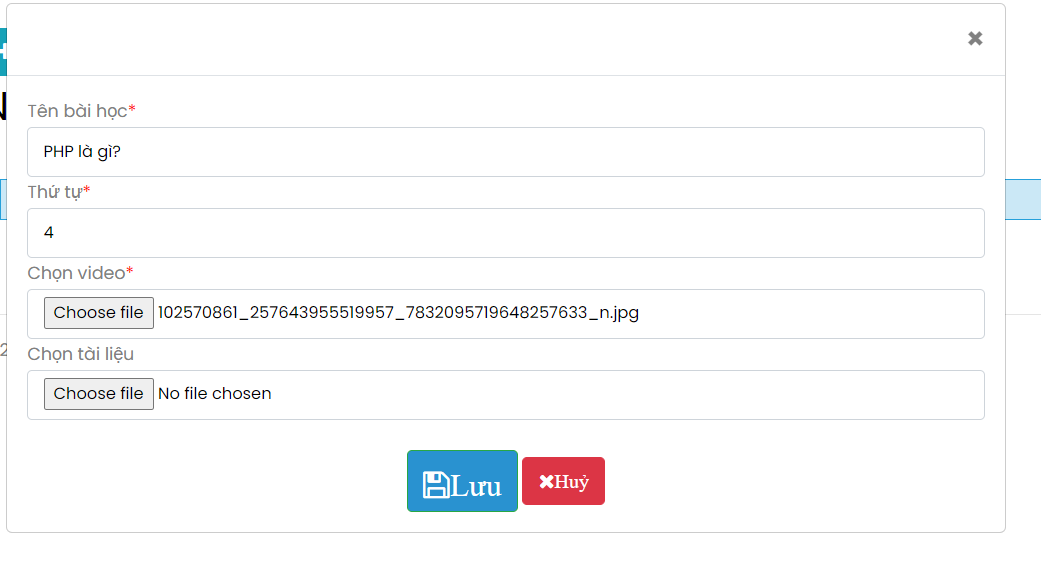 ✖
Tên bài học*
PHP là gì?
Thứ tự*
4
Chọn video*
Choose file 102570861_257643955519957_7832095719648257633_n.jpg
Chọn tài liệu
Choose file No file chosen
Lưu ✖Huỷ